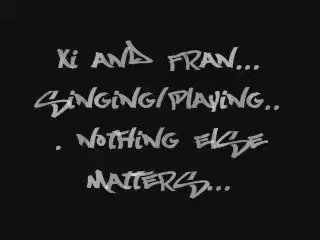 Xi AND FRAN...
SiNGiNG/PlAYiNG..
. NOTHiNG ElSE
MATTERS...